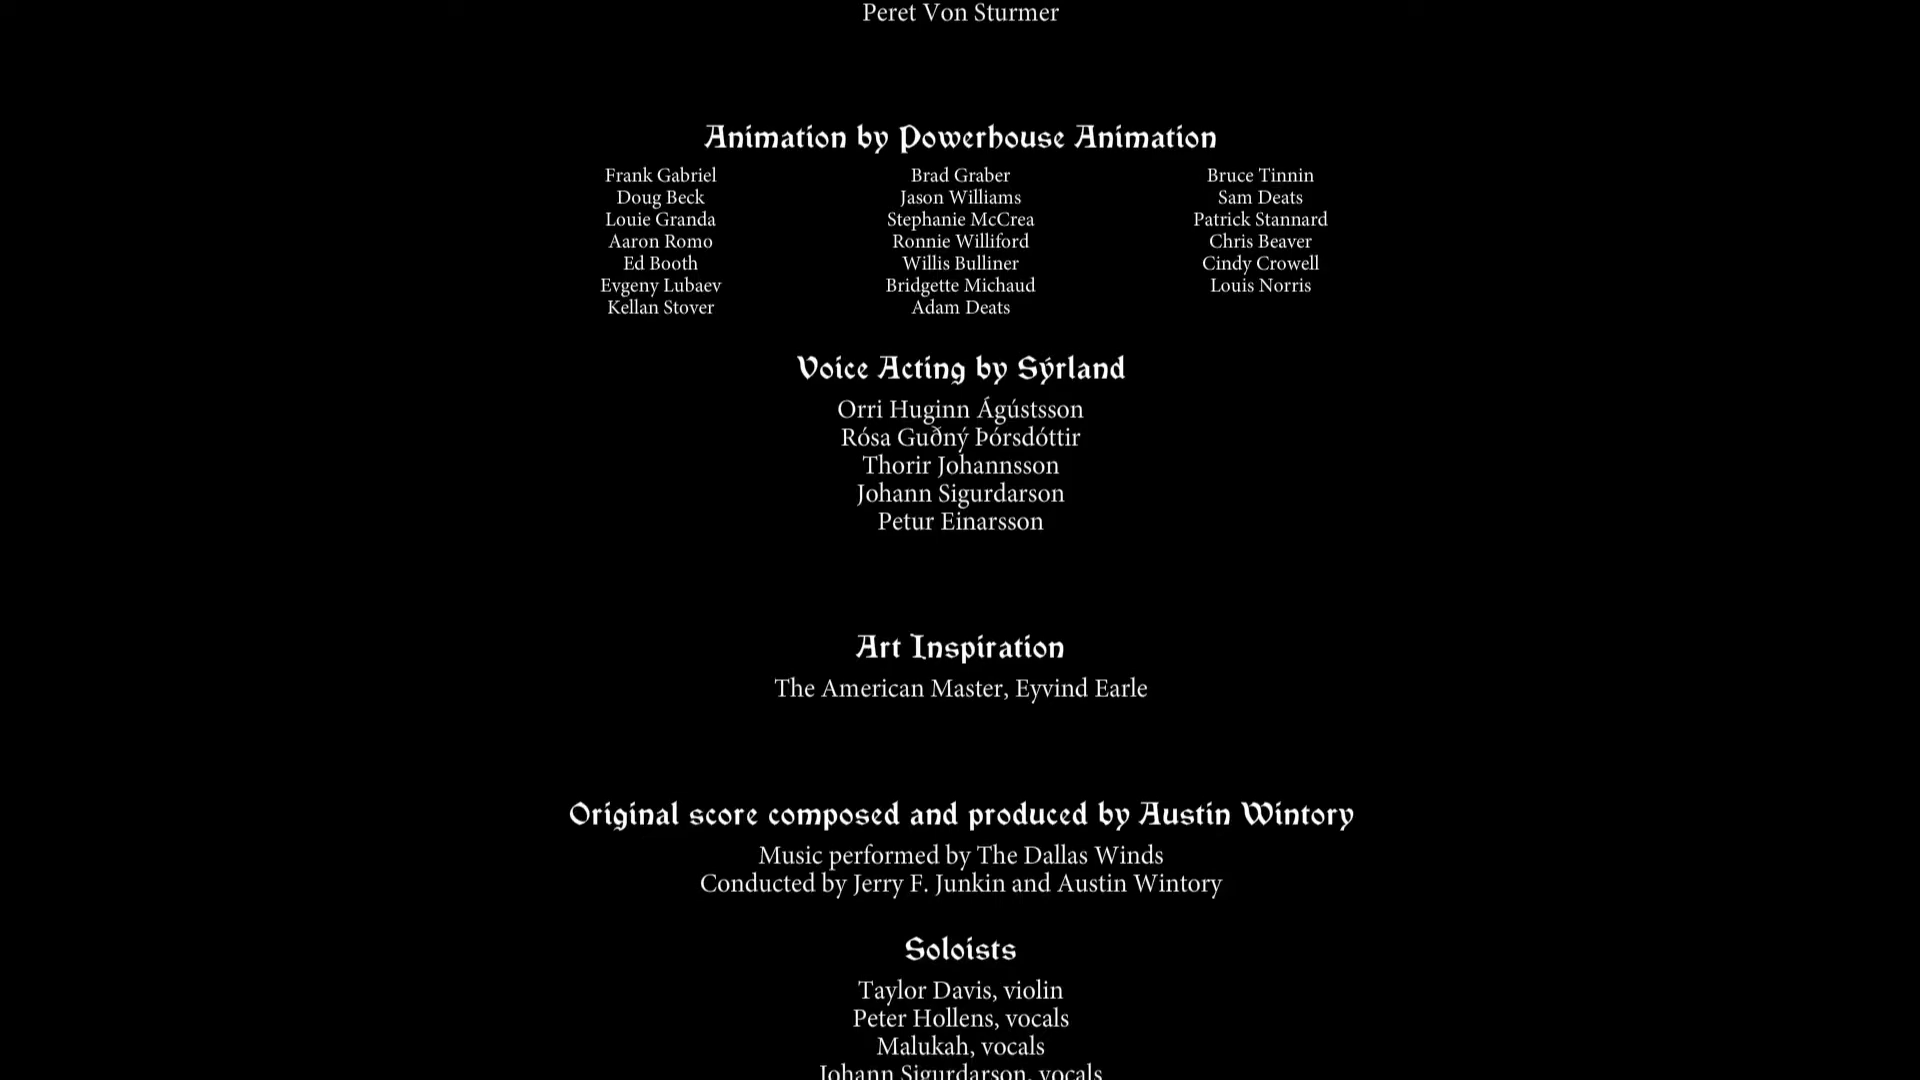 Peret Von Sturmer
Animation by Powerhouse Animation
Frank Gabriel
Doug Beck
Louie Granda
Aaron Romo
Ed Booth
Evgeny Lubaev
Kellan Stover
Brad Graber
Jason Williams
Stephanie McCrea
Ronnie Williford
Willis Bulliner
Bridgette Michaud
Adam Deats
Bruce Tinnin
Sam Deats
Patrick Stannard
Chris Beaver
Cindy Crowell
Louis Norris
Voice Acting by Sýrland
Orri Huginn Ágústsson
Rósa Guðný Þórsdóttir
Thorir Johannsson
Johann Sigurdarson
Petur Einarsson
Art Inspiration
The American Master, Eyvind Earle
Original score composed and produced by Austin Wintory
Music performed by The Dallas Winds
Conducted by Jerry F. Junkin and Austin Wintory
Soloists
Taylor Davis, violin
Peter Hollens, vocals
Malukah, vocals
Johann Sigurdarson, vocals